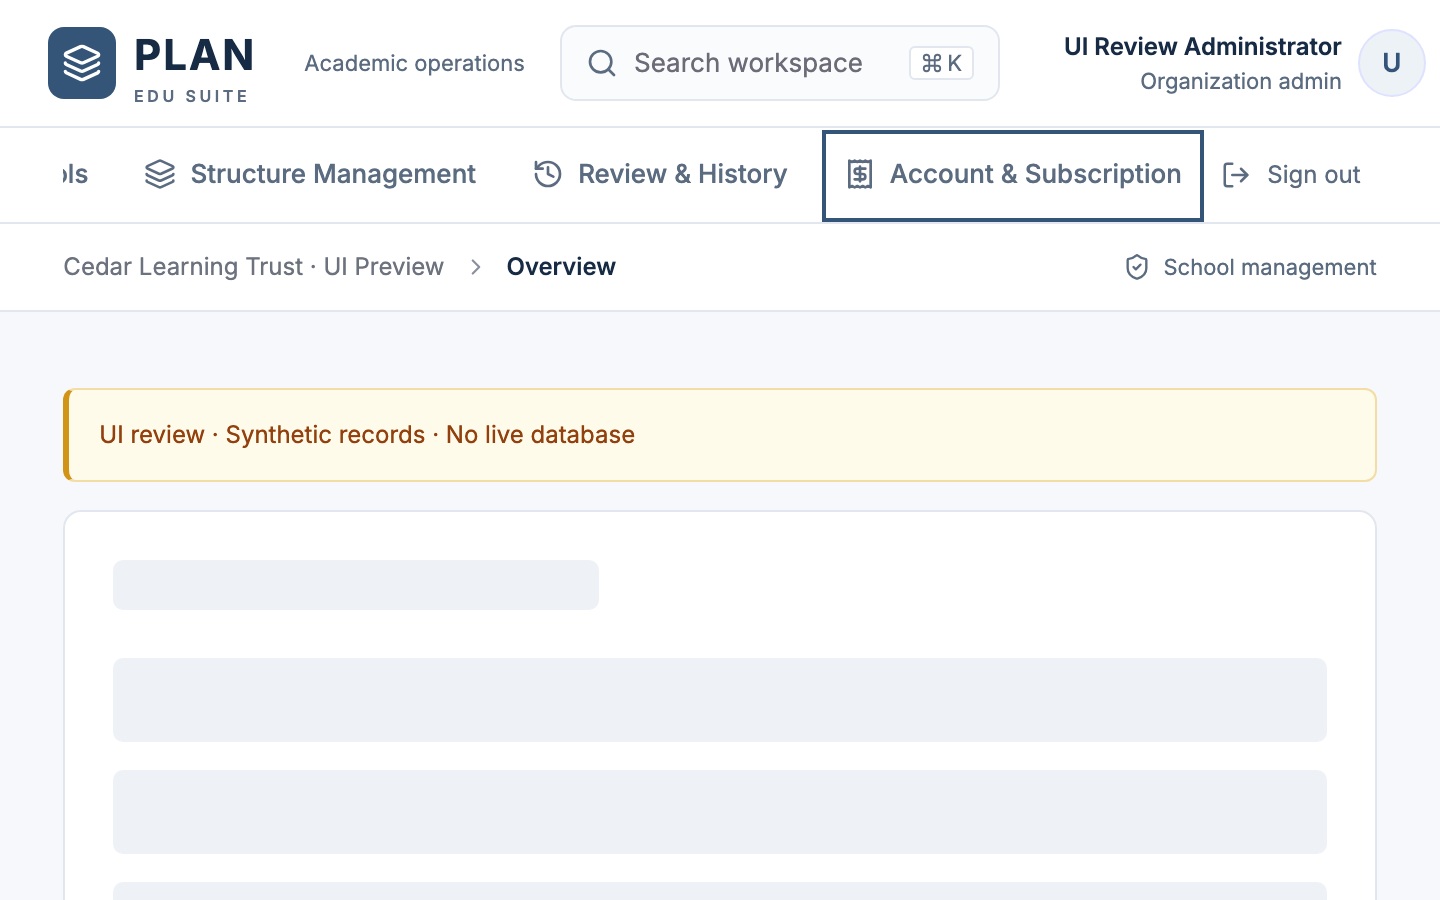 PLAN
EDU SUITE
Academic operations
Search workspace
⌘ K
UI Review Administrator
Organization admin
U
ols
Structure Management
Review & History
Account & Subscription
Sign out
Cedar Learning Trust · UI Preview
Overview
School management
UI review · Synthetic records · No live database